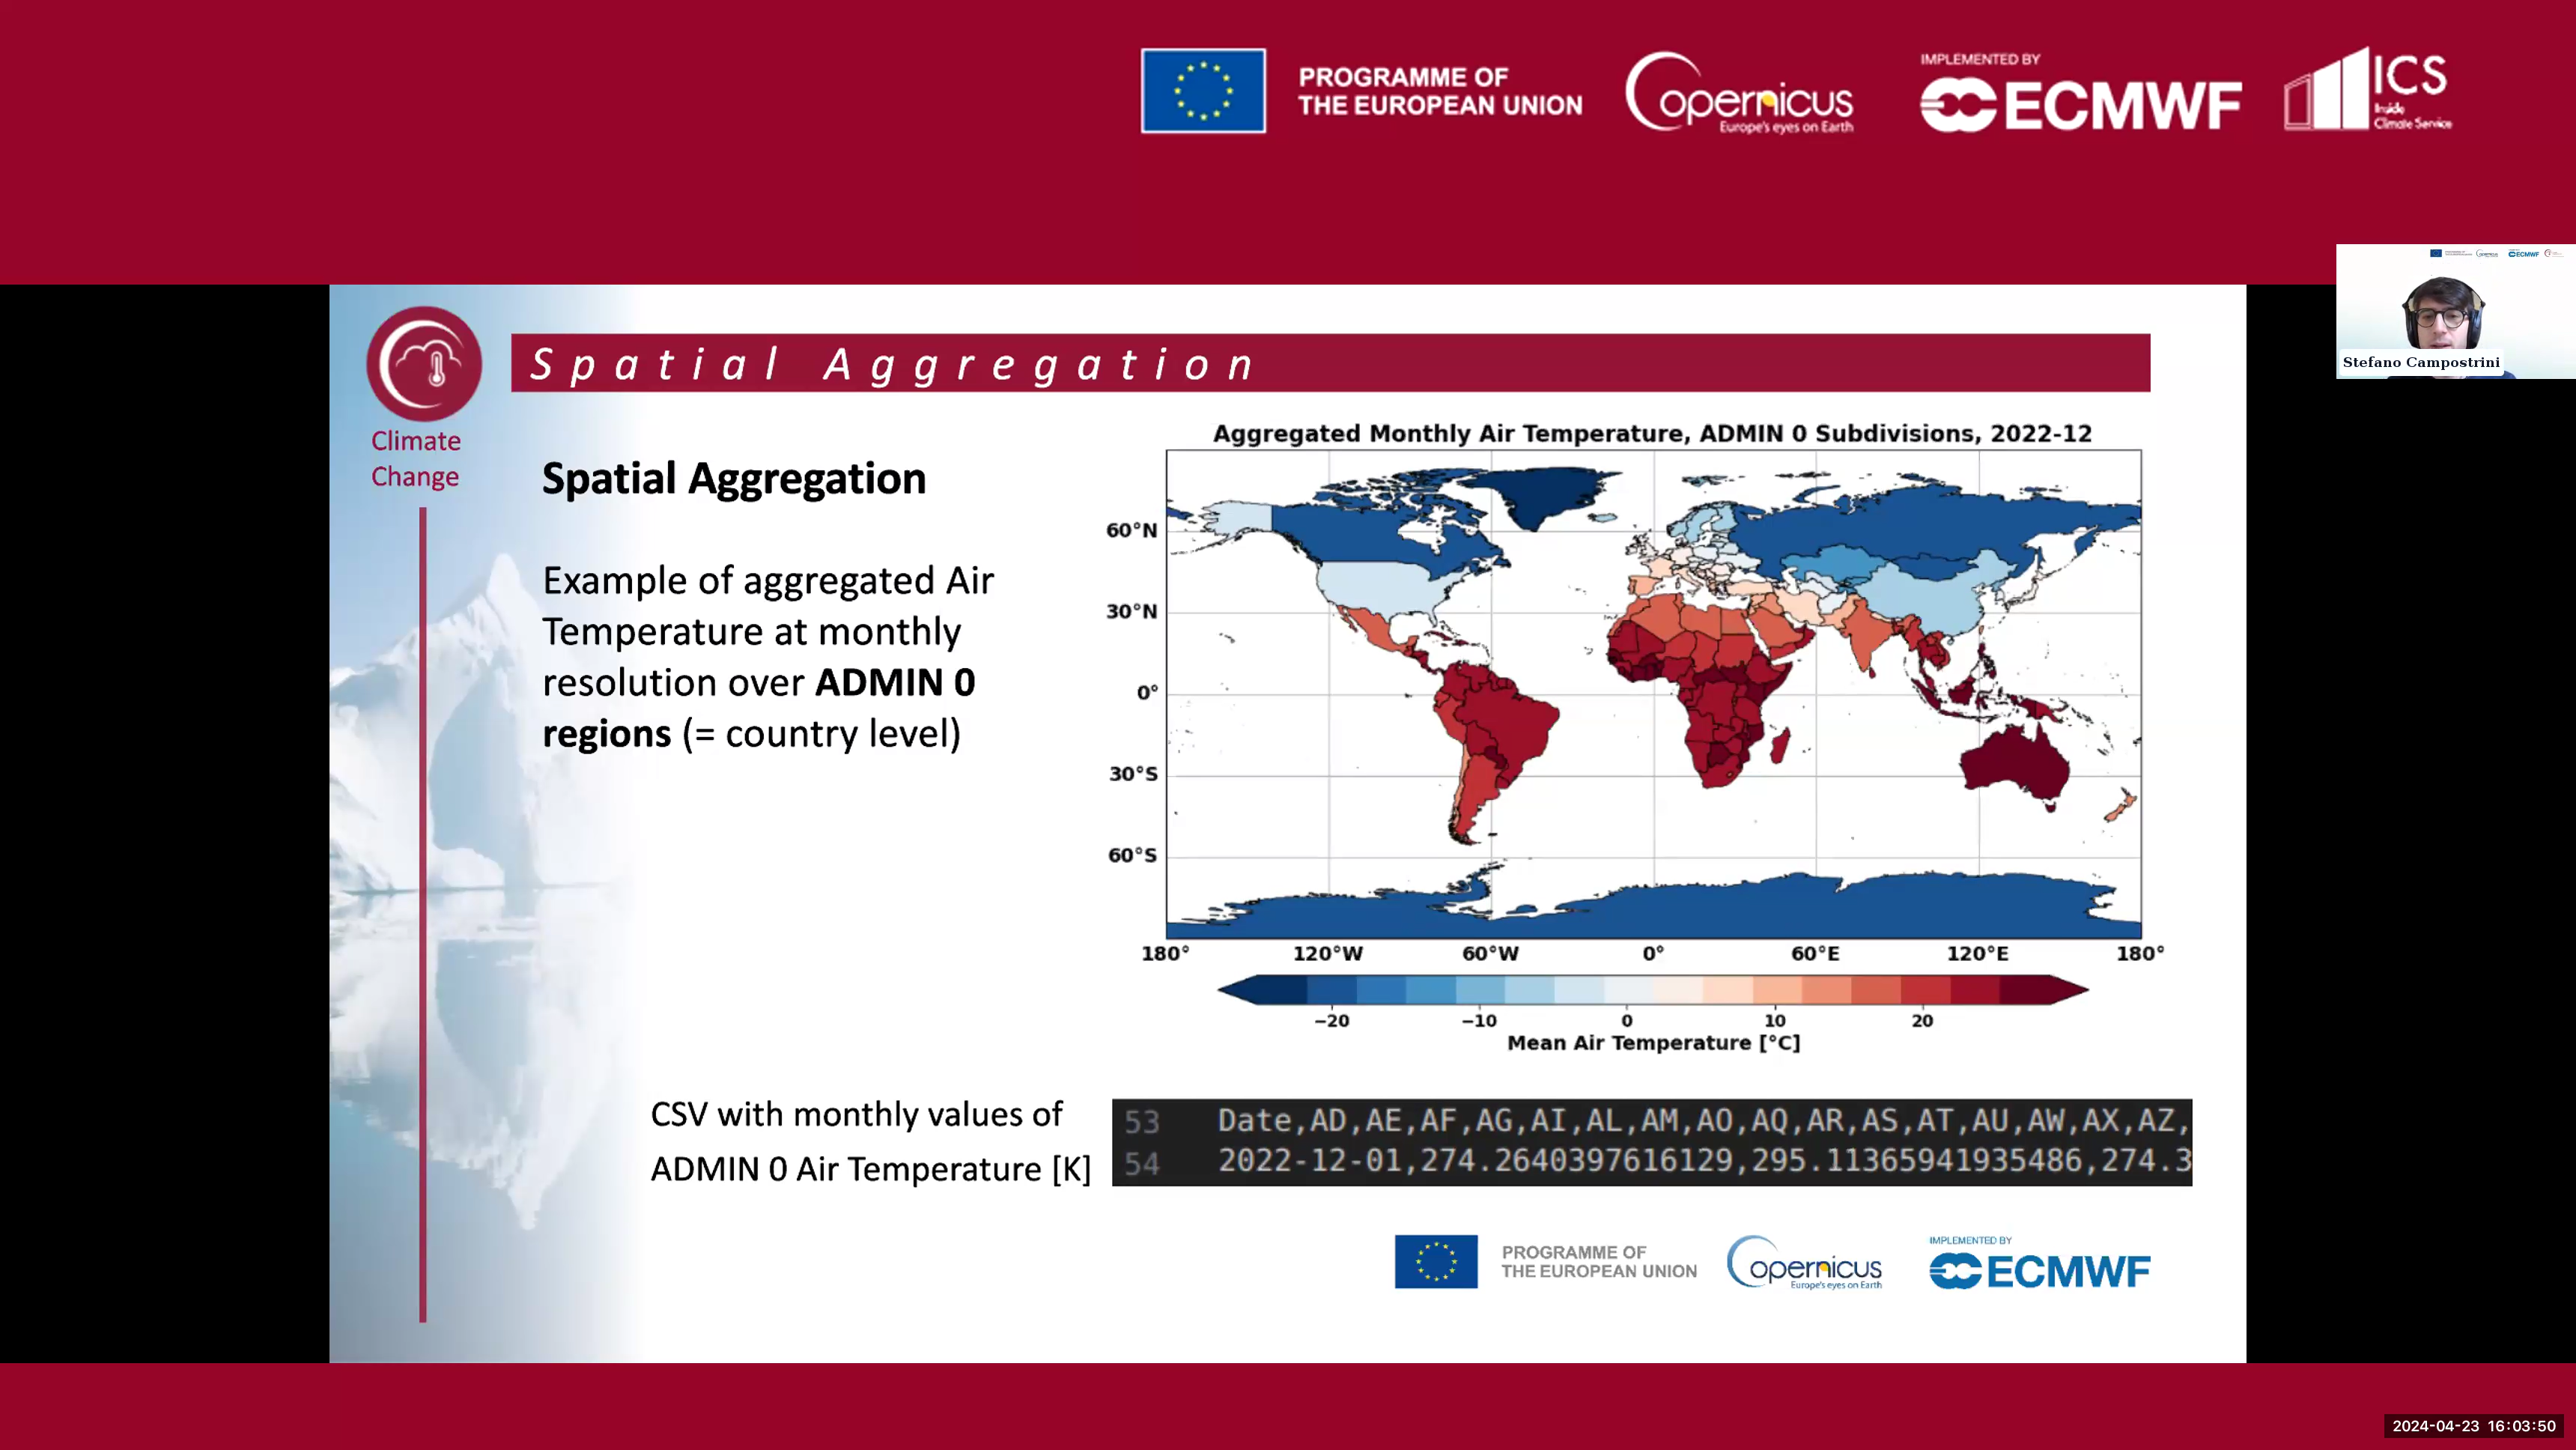 PROGRAMME OF
THE EUROPEAN UNION
Copernicus
Europe's eyes on Earth
IMPLEMENTED BY
ECMWF
ICS
Inside
Climate Service
Stefano Campostrini
Spatial Aggregation
Climate
Change
Spatial Aggregation
Example of aggregated Air
Temperature at monthly
resolution over ADMIN 0
regions (= country level)
Aggregated Monthly Air Temperature, ADMIN 0 Subdivisions, 2022-12
60°N
30°N
0°
30°S
60°S
180° 120°W 60°W 0° 60°E 120°E 180°
−20 −10 0 10 20
Mean Air Temperature [°C]
CSV with monthly values of
ADMIN 0 Air Temperature [K]
53 Date,AD,AE,AF,AG,AI,AL,AM,AO,AQ,AR,AS,AT,AU,AW,AX,AZ,
54 2022-12-01,274.2640397616129,295.11365941935486,274.3
PROGRAMME OF
THE EUROPEAN UNION
Copernicus
Europe's eyes on Earth
IMPLEMENTED BY
ECMWF
2024-04-23 16:03:50